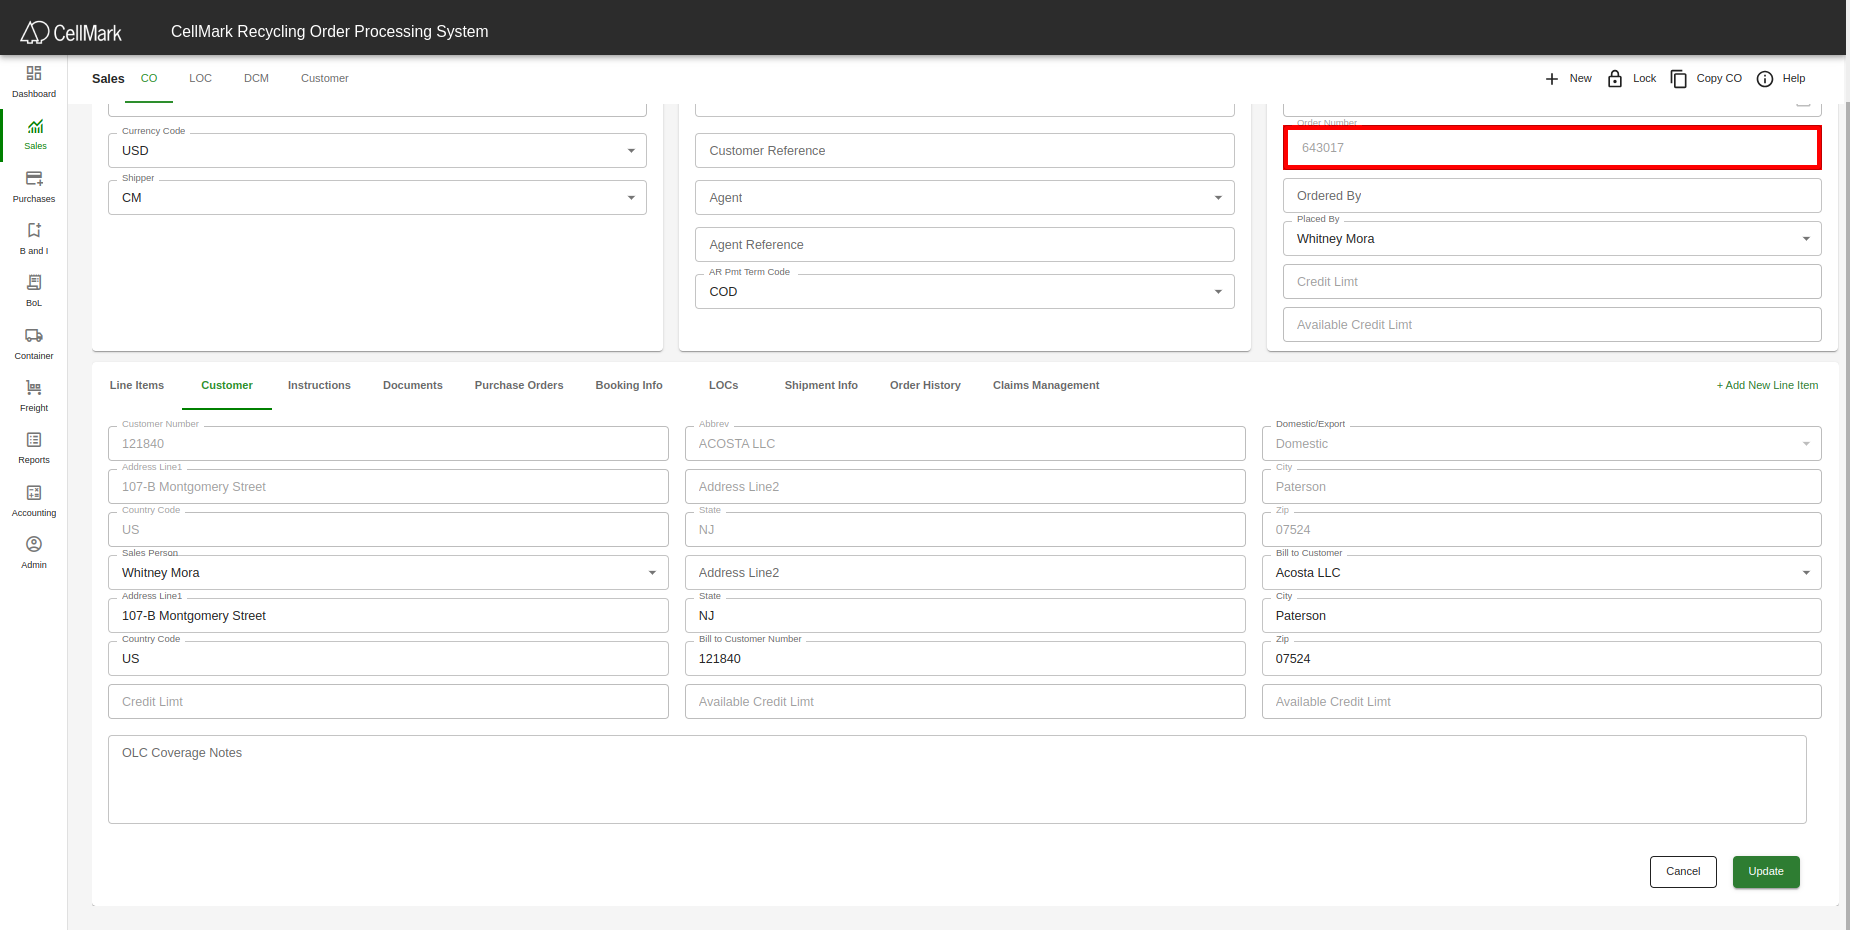 CellMark
CellMark Recycling Order Processing System
Dashboard
Sales
Purchases
B and I
BoL
Container
Freight
Reports
Accounting
Admin
Sales
CO
LOC
DCM
Customer
New
Lock
Copy CO
Help
Currency Code
USD
Shipper
CM
Customer Reference
Agent
Agent Reference
AR Pmt Term Code
COD
Order Number
643017
Ordered By
Placed By
Whitney Mora
Credit Limt
Available Credit Limt
Line Items
Customer
Instructions
Documents
Purchase Orders
Booking Info
LOCs
Shipment Info
Order History
Claims Management
+ Add New Line Item
Customer Number
121840
Abbrev
ACOSTA LLC
Domestic/Export
Domestic
Address Line1
107-B Montgomery Street
Address Line2
City
Paterson
Country Code
US
State
NJ
Zip
07524
Sales Person
Whitney Mora
Address Line2
Bill to Customer
Acosta LLC
Address Line1
107-B Montgomery Street
State
NJ
City
Paterson
Country Code
US
Bill to Customer Number
121840
Zip
07524
Credit Limt
Available Credit Limt
Available Credit Limt
OLC Coverage Notes
Cancel
Update